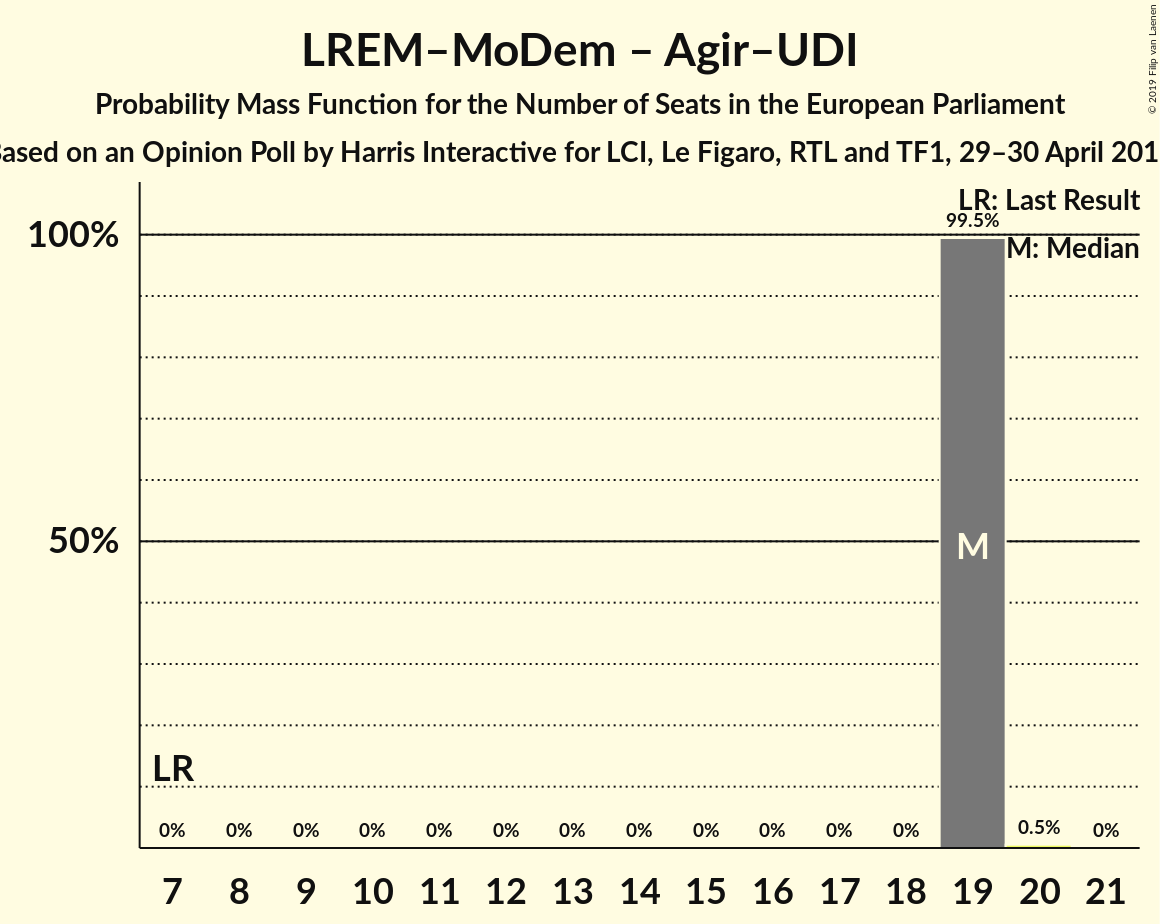 LREM–MoDem – Agir–UDI
Probability Mass Function for the Number of Seats in the European Parliament
ased on an Opinion Poll by Harris Interactive for LCI, Le Figaro, RTL and TF1, 29–30 April 201
© 2019 Filip van Laenen
LR: Last Result
M: Median
99.5%
100%
50%
M
LR
0% 0% 0% 0% 0% 0% 0% 0% 0% 0% 0% 0% 0.5% 0%
7 8 9 10 11 12 13 14 15 16 17 18 19 20 21